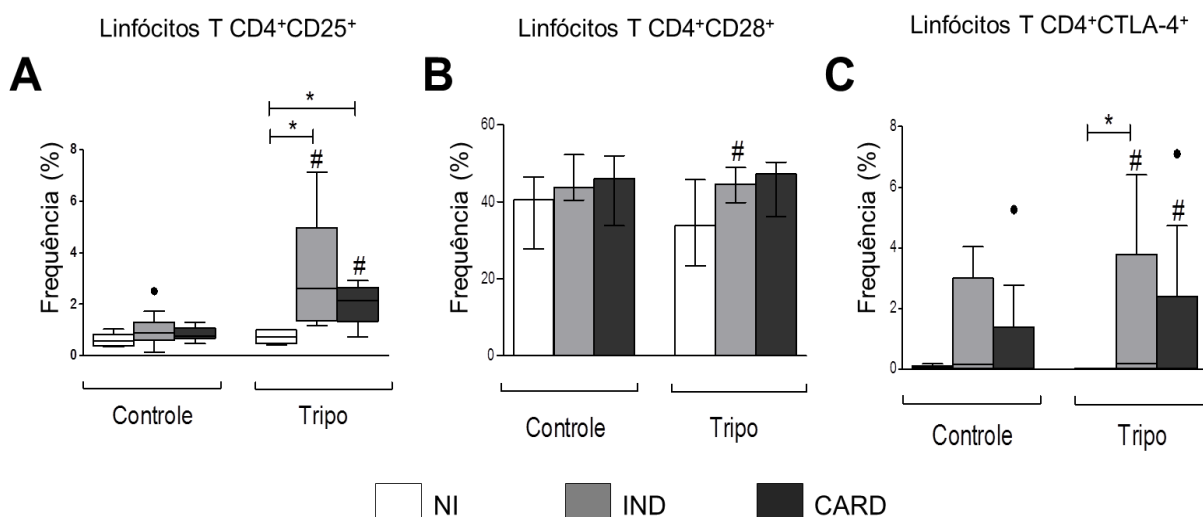 Linfócitos T CD4⁺CD25⁺
Linfócitos T CD4⁺CD28⁺
Linfócitos T CD4⁺CTLA-4⁺
A
Frequência (%)
8
6
4
2
0
*
*
#
#
Controle
Tripo
B
Frequência (%)
60
40
20
0
#
Controle
Tripo
C
Frequência (%)
8
6
4
2
0
*
#
#
Controle
Tripo
NI
IND
CARD